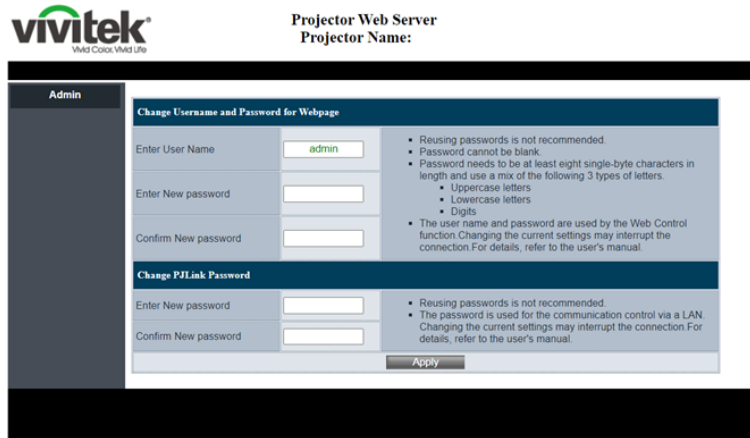 vivitek
Vivid Color, Vivid Life
Projector Web Server
Projector Name:
Admin
Change Username and Password for Webpage
Enter User Name
admin
Enter New password
Confirm New password
▪ Reusing passwords is not recommended.
▪ Password cannot be blank.
▪ Password needs to be at least eight single-byte characters in
length and use a mix of the following 3 types of letters.
▪ Uppercase letters
▪ Lowercase letters
▪ Digits
▪ The user name and password are used by the Web Control
function.Changing the current settings may interrupt the
connection.For details, refer to the user's manual.
Change PJLink Password
Enter New password
Confirm New password
▪ Reusing passwords is not recommended.
▪ The password is used for the communication control via a LAN.
Changing the current settings may interrupt the connection.For
details, refer to the user's manual.
Apply